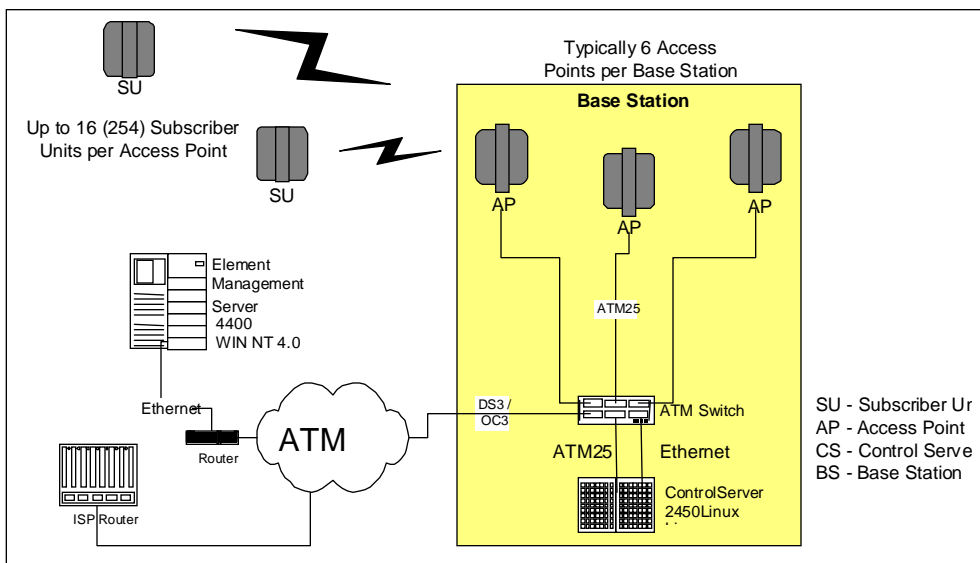 Typically 6 Access
Points per Base Station
Base Station
SU
Up to 16 (254) Subscriber
Units per Access Point
SU
AP
AP
AP
Element
Management
Server
4400
WIN NT 4.0
ATM25
Ethernet
Router
ATM
DS3 /
OC3
ATM Switch
ATM25
Ethernet
ISP Router
ControlServer
2450Linux
SU - Subscriber Ur
AP - Access Point
CS - Control Serve
BS - Base Station